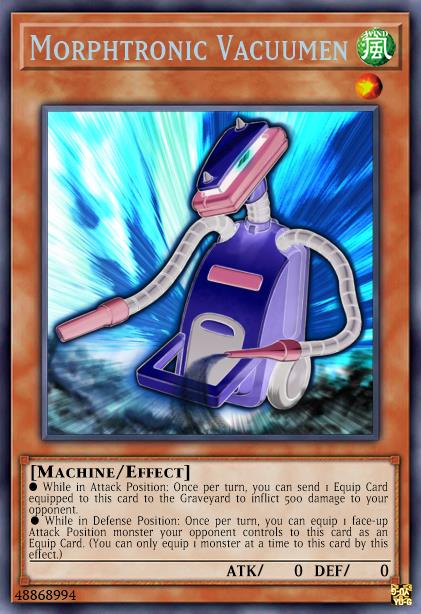 MORPHTRONIC VACUUMEN
WIND
風
[MACHINE/EFFECT]
● While in Attack Position: Once per turn, you can send 1 Equip Card
equipped to this card to the Graveyard to inflict 500 damage to your
opponent.
● While in Defense Position: Once per turn, you can equip 1 face-up
Attack Position monster your opponent controls to this card as an
Equip Card. (You can only equip 1 monster at a time to this card by this
effect.)
ATK/ 0 DEF/ 0
48868994